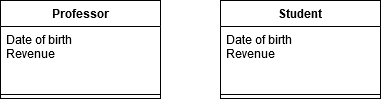 Professor
Date of birth
Revenue
Student
Date of birth
Revenue